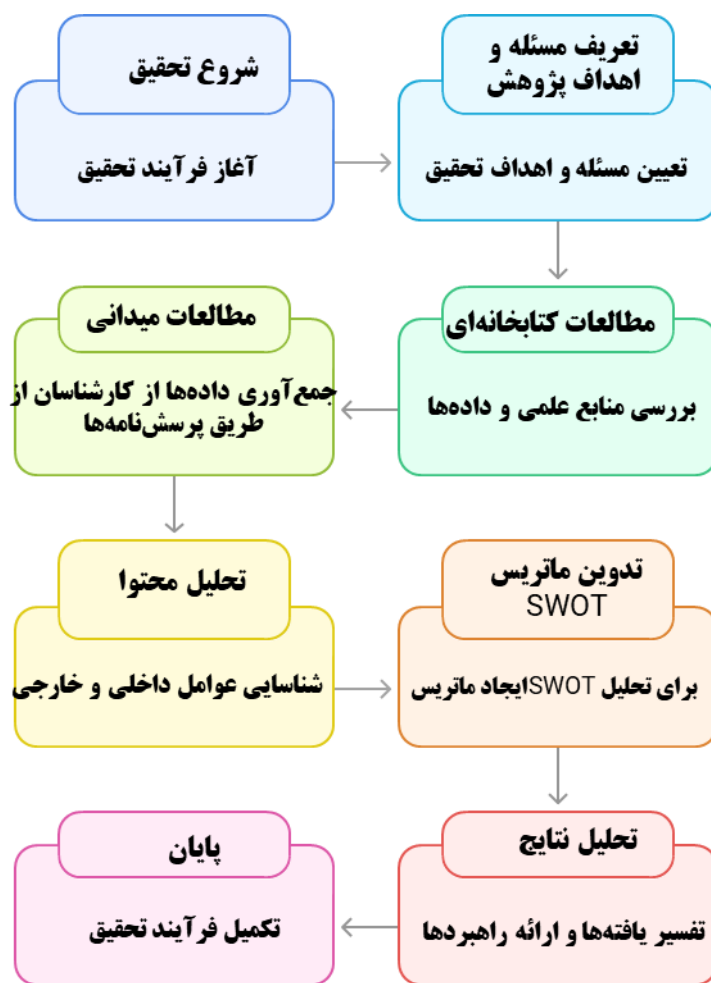 شروع تحقیق
آغاز فرآیند تحقیق
تعریف مسئله و
اهداف پژوهش
تعیین مسئله و اهداف تحقیق
مطالعات کتابخانه‌ای
بررسی منابع علمی و داده‌ها
مطالعات میدانی
جمع‌آوری داده‌ها از کارشناسان از
طریق پرسش‌نامه‌ها
تحلیل محتوا
شناسایی عوامل داخلی و خارجی
تدوین ماتریس
SWOT
برای تحلیل SWOTایجاد ماتریس
تحلیل نتایج
تفسیر یافته‌ها و ارائه راهبردها
پایان
تکمیل فرآیند تحقیق